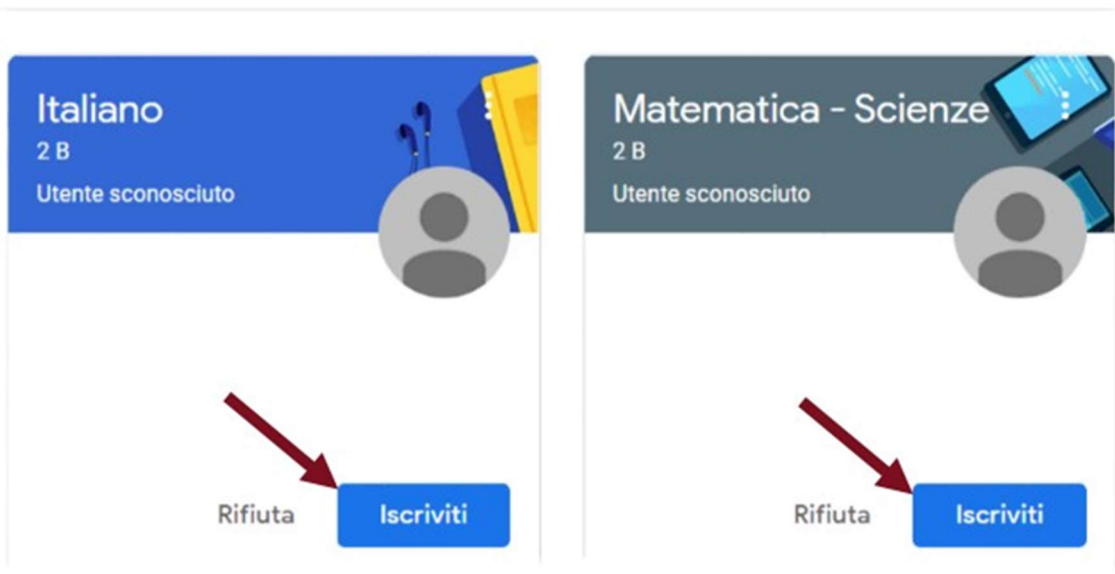 Italiano
2 B
Utente sconosciuto
Rifiuta
Iscriviti
Matematica - Scienze
2 B
Utente sconosciuto
Rifiuta
Iscriviti